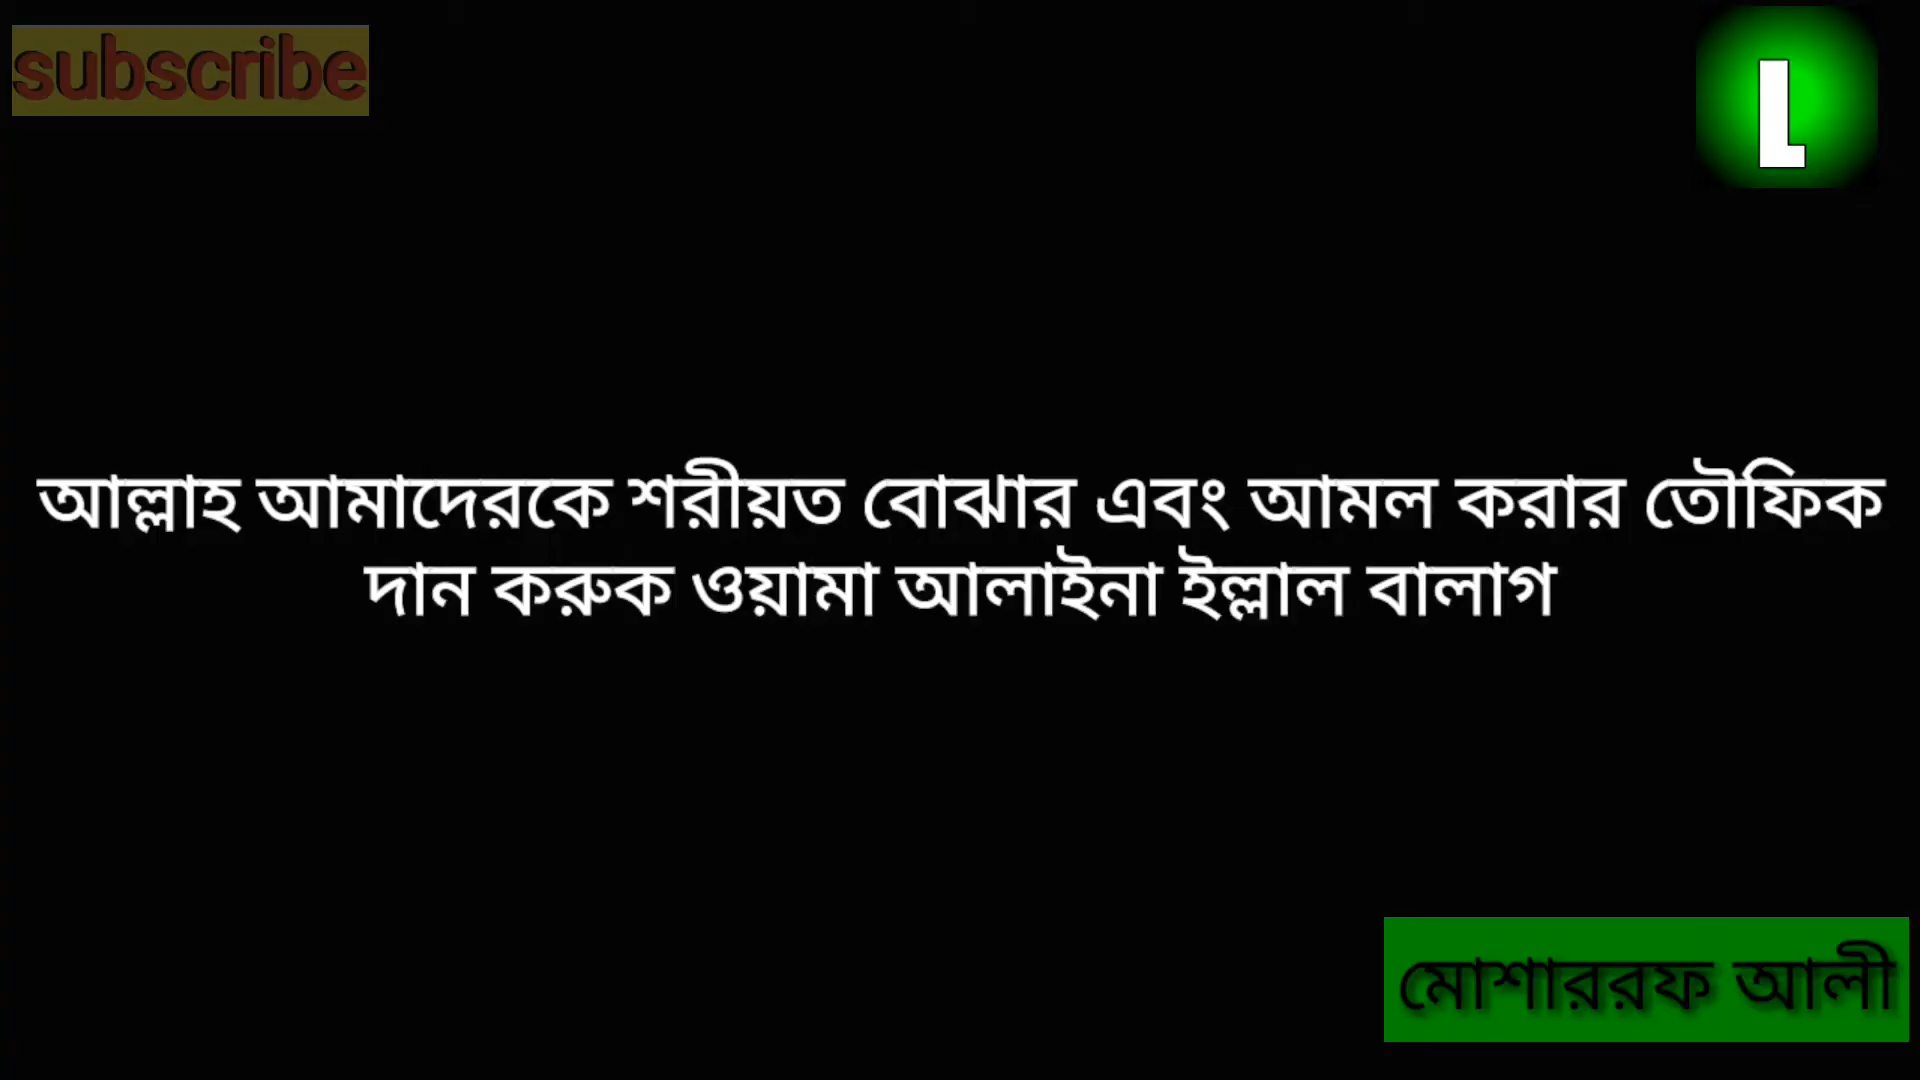 subscribe
L
আল্লাহ আমাদেরকে শরীয়ত বোঝার এবং আমল করার তৌফিক
দান করুক ওয়ামা আলাইনা ইল্লাল বালাগ
মোশাররফ আলী